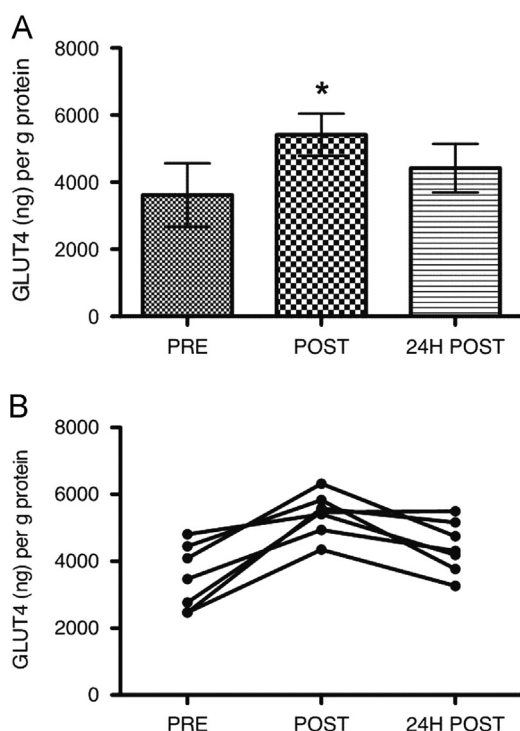 A
GLUT4 (ng) per g protein
8000
6000
4000
2000
0
*
PRE POST 24H POST
B
GLUT4 (ng) per g protein
8000
6000
4000
2000
0
PRE POST 24H POST